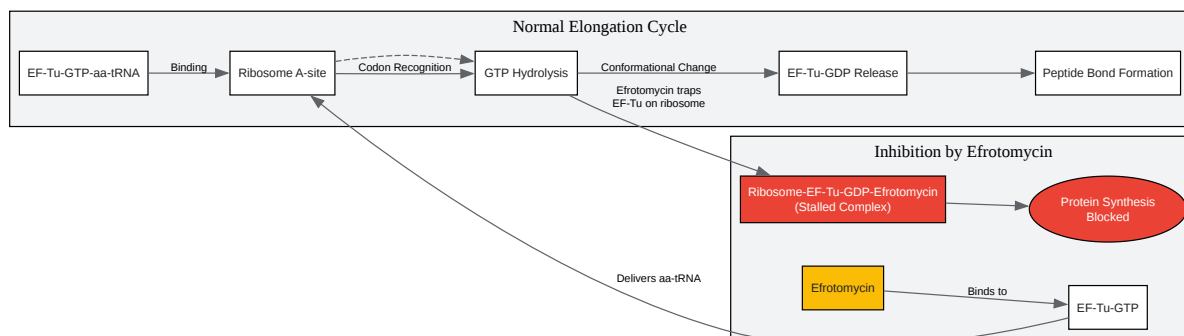 Normal Elongation Cycle
EF-Tu-GTP-aa-tRNA
Binding
Ribosome A-site
Codon Recognition
GTP Hydrolysis
Conformational Change
EF-Tu-GDP Release
Peptide Bond Formation
Efrotomycin traps
EF-Tu on ribosome
Inhibition by Efrotomycin
Ribosome-EF-Tu-GDP-Efrotomycin
(Stalled Complex)
Protein Synthesis
Blocked
Delivers aa-tRNA
Efrotomycin
Binds to
EF-Tu-GTP